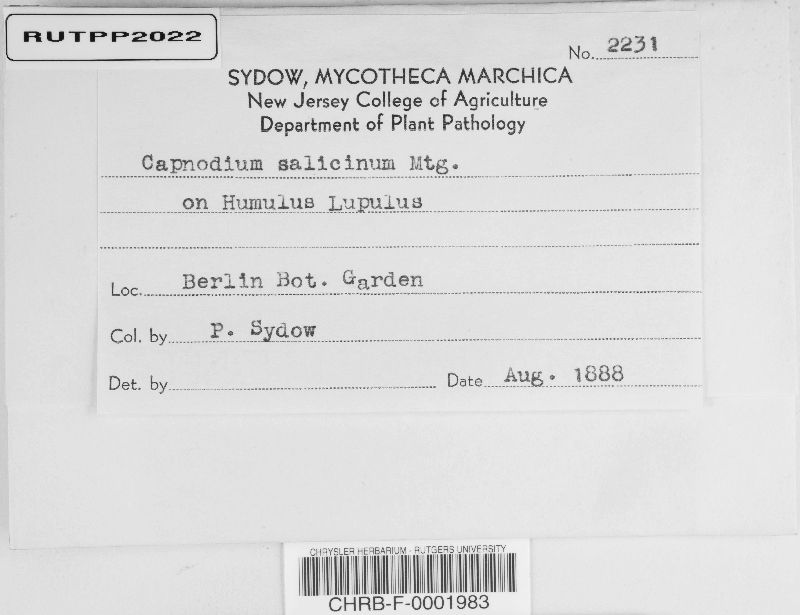 RUTPP2022
No. 2231
SYDOW, MYCOTHECA MARCHICA
New Jersey College of Agriculture
Department of Plant Pathology
Capnodium salicinum Mtg.
on Humulus Lupulus
Loc. Berlin Bot. Garden
Col. by P. Sydow
Det. by Date Aug. 1888
CHRYSLER HERBARIUM - RUTGERS UNIVERSITY
CHRB-F-0001983